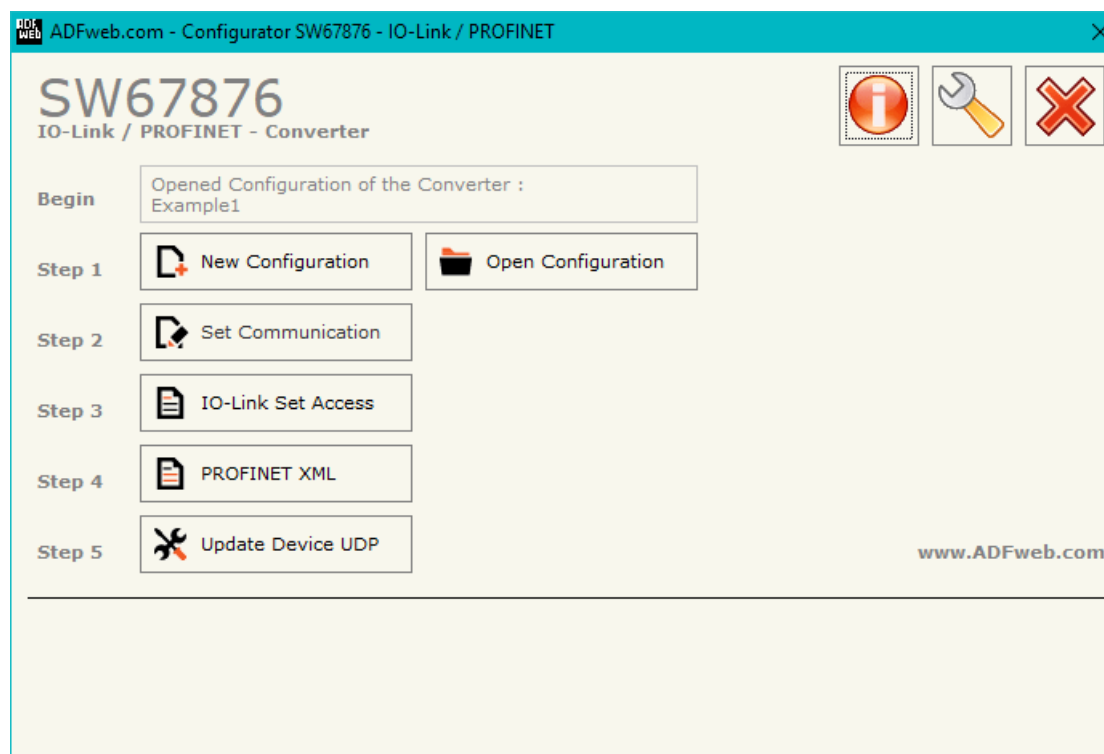 ADF WEB ADFweb.com - Configurator SW67876 - IO-Link / PROFINET
SW67876
IO-Link / PROFINET - Converter
Begin
Opened Configuration of the Converter :
Example1
Step 1
New Configuration
Open Configuration
Step 2
Set Communication
Step 3
IO-Link Set Access
Step 4
PROFINET XML
Step 5
Update Device UDP
www.ADFweb.com